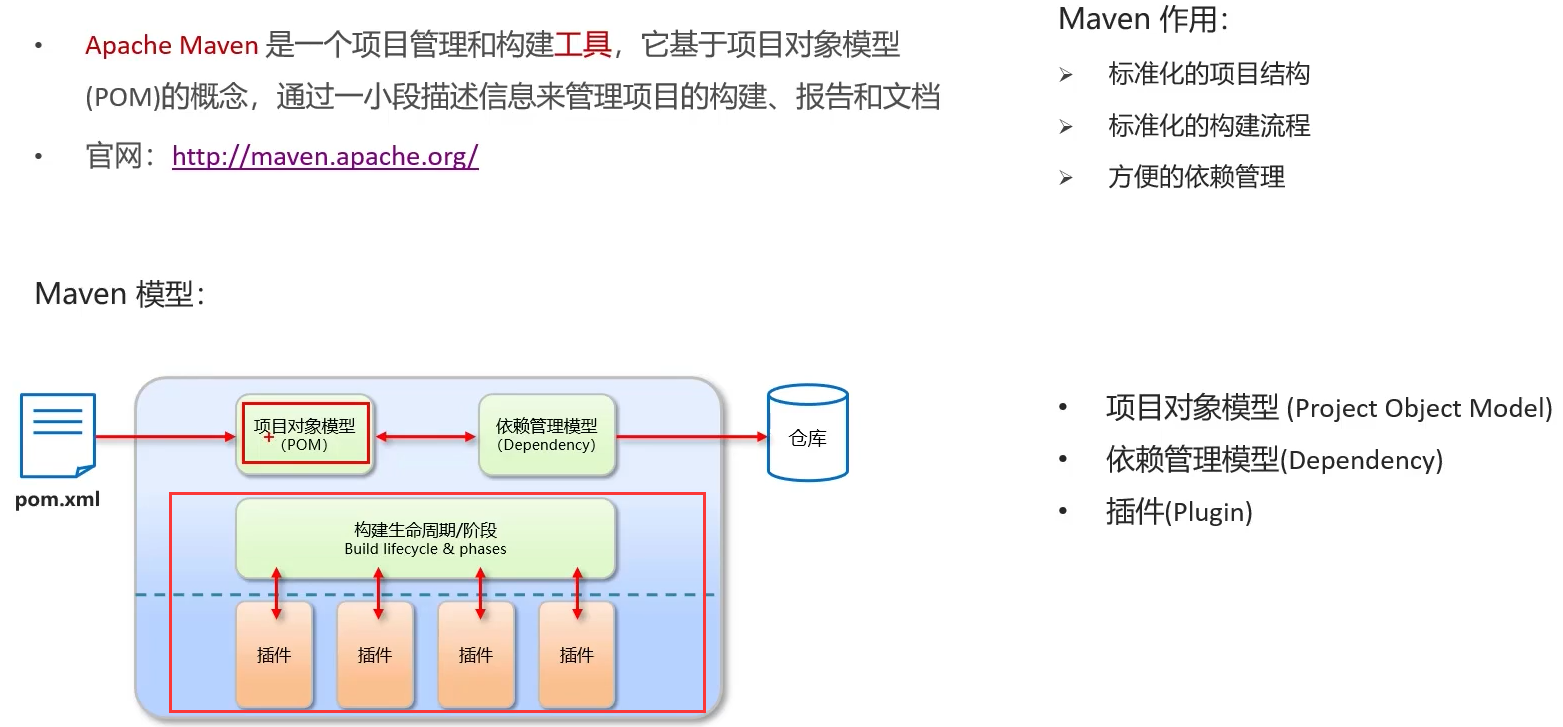 Apache Maven 是一个项目管理和构建工具，它基于项目对象模型
(POM)的概念，通过一小段描述信息来管理项目的构建、报告和文档
官网：http://maven.apache.org/
Maven 作用：
标准化的项目结构
标准化的构建流程
方便的依赖管理
Maven 模型：
pom.xml
项目对象模型
(POM)
依赖管理模型
(Dependency)
仓库
构建生命周期/阶段
Build lifecycle & phases
插件
插件
插件
插件
项目对象模型 (Project Object Model)
依赖管理模型(Dependency)
插件(Plugin)